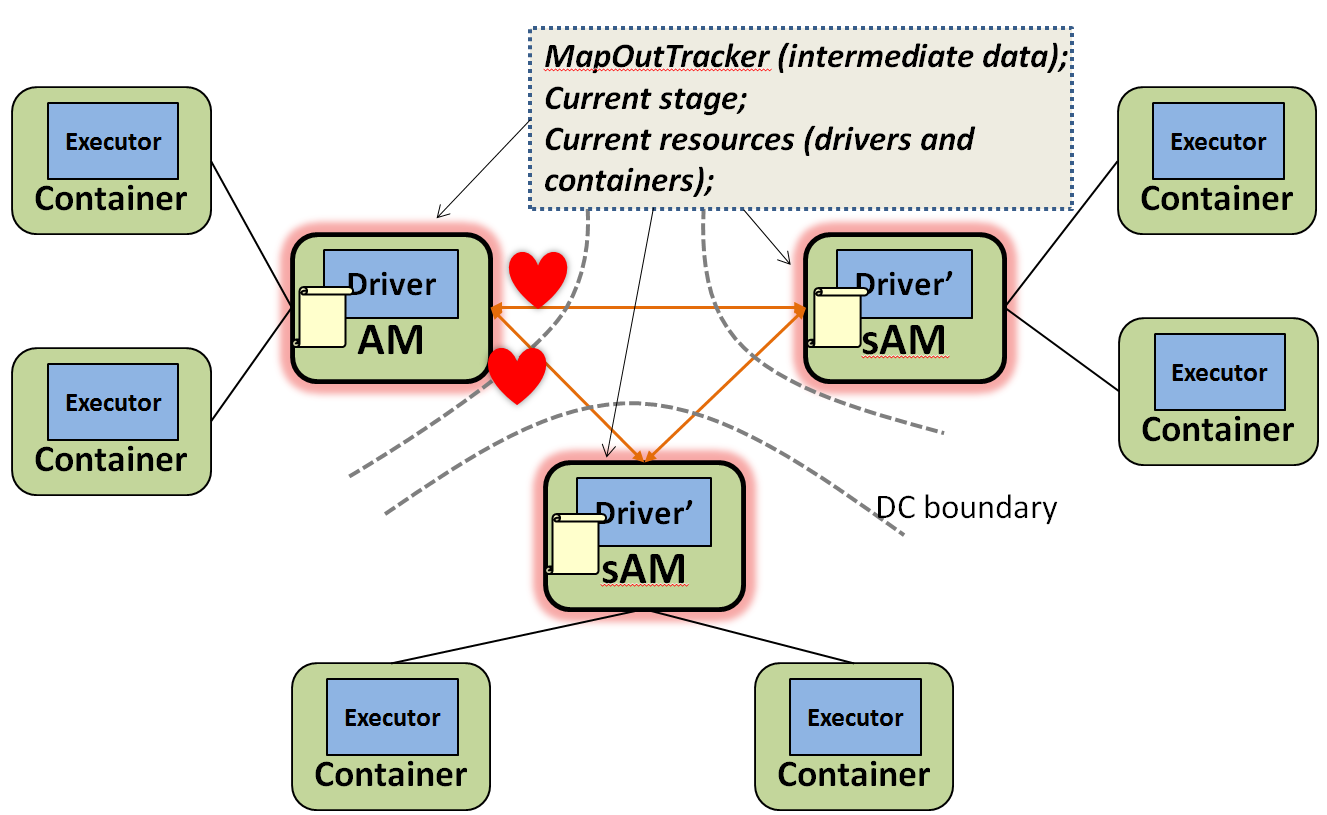 MapOutTracker (intermediate data);
Current stage;
Current resources (drivers and
containers);
Executor
Container
Executor
Container
Driver
AM
Driver’
sAM
Executor
Container
Executor
Container
Driver’
sAM
DC boundary
Executor
Container
Executor
Container